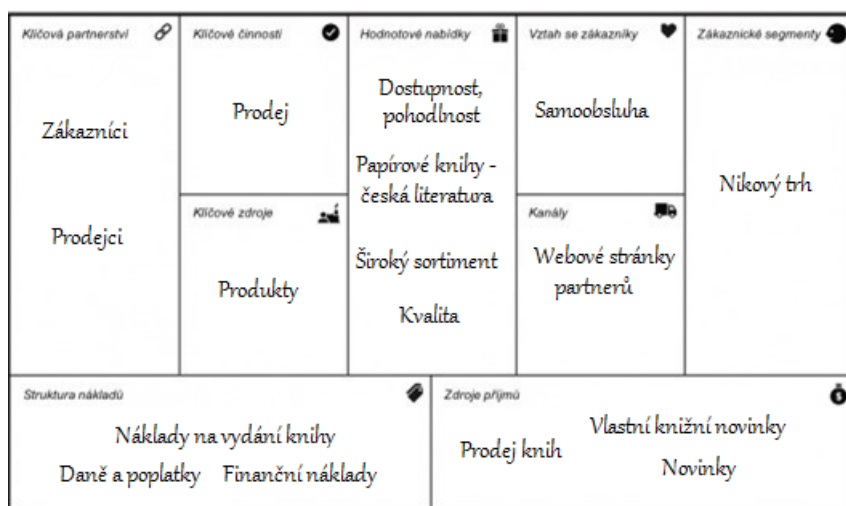 Klíčová partnerství
Zákazníci
Prodejci
Klíčové činnosti
Prodej
Klíčové zdroje
Produkty
Hodnotové nabídky
Dostupnost,
pohodlnost
Papírové knihy -
česká literatura
Široký sortiment
Kvalita
Vztah se zákazníky
Samoobsluha
Kanály
Webové stránky
partnerů
Zákaznické segmenty
Nikový trh
Struktura nákladů
Náklady na vydání knihy
Daně a poplatky Finanční náklady
Zdroje příjmů
Vlastní knižní novinky
Prodej knih
Novinky